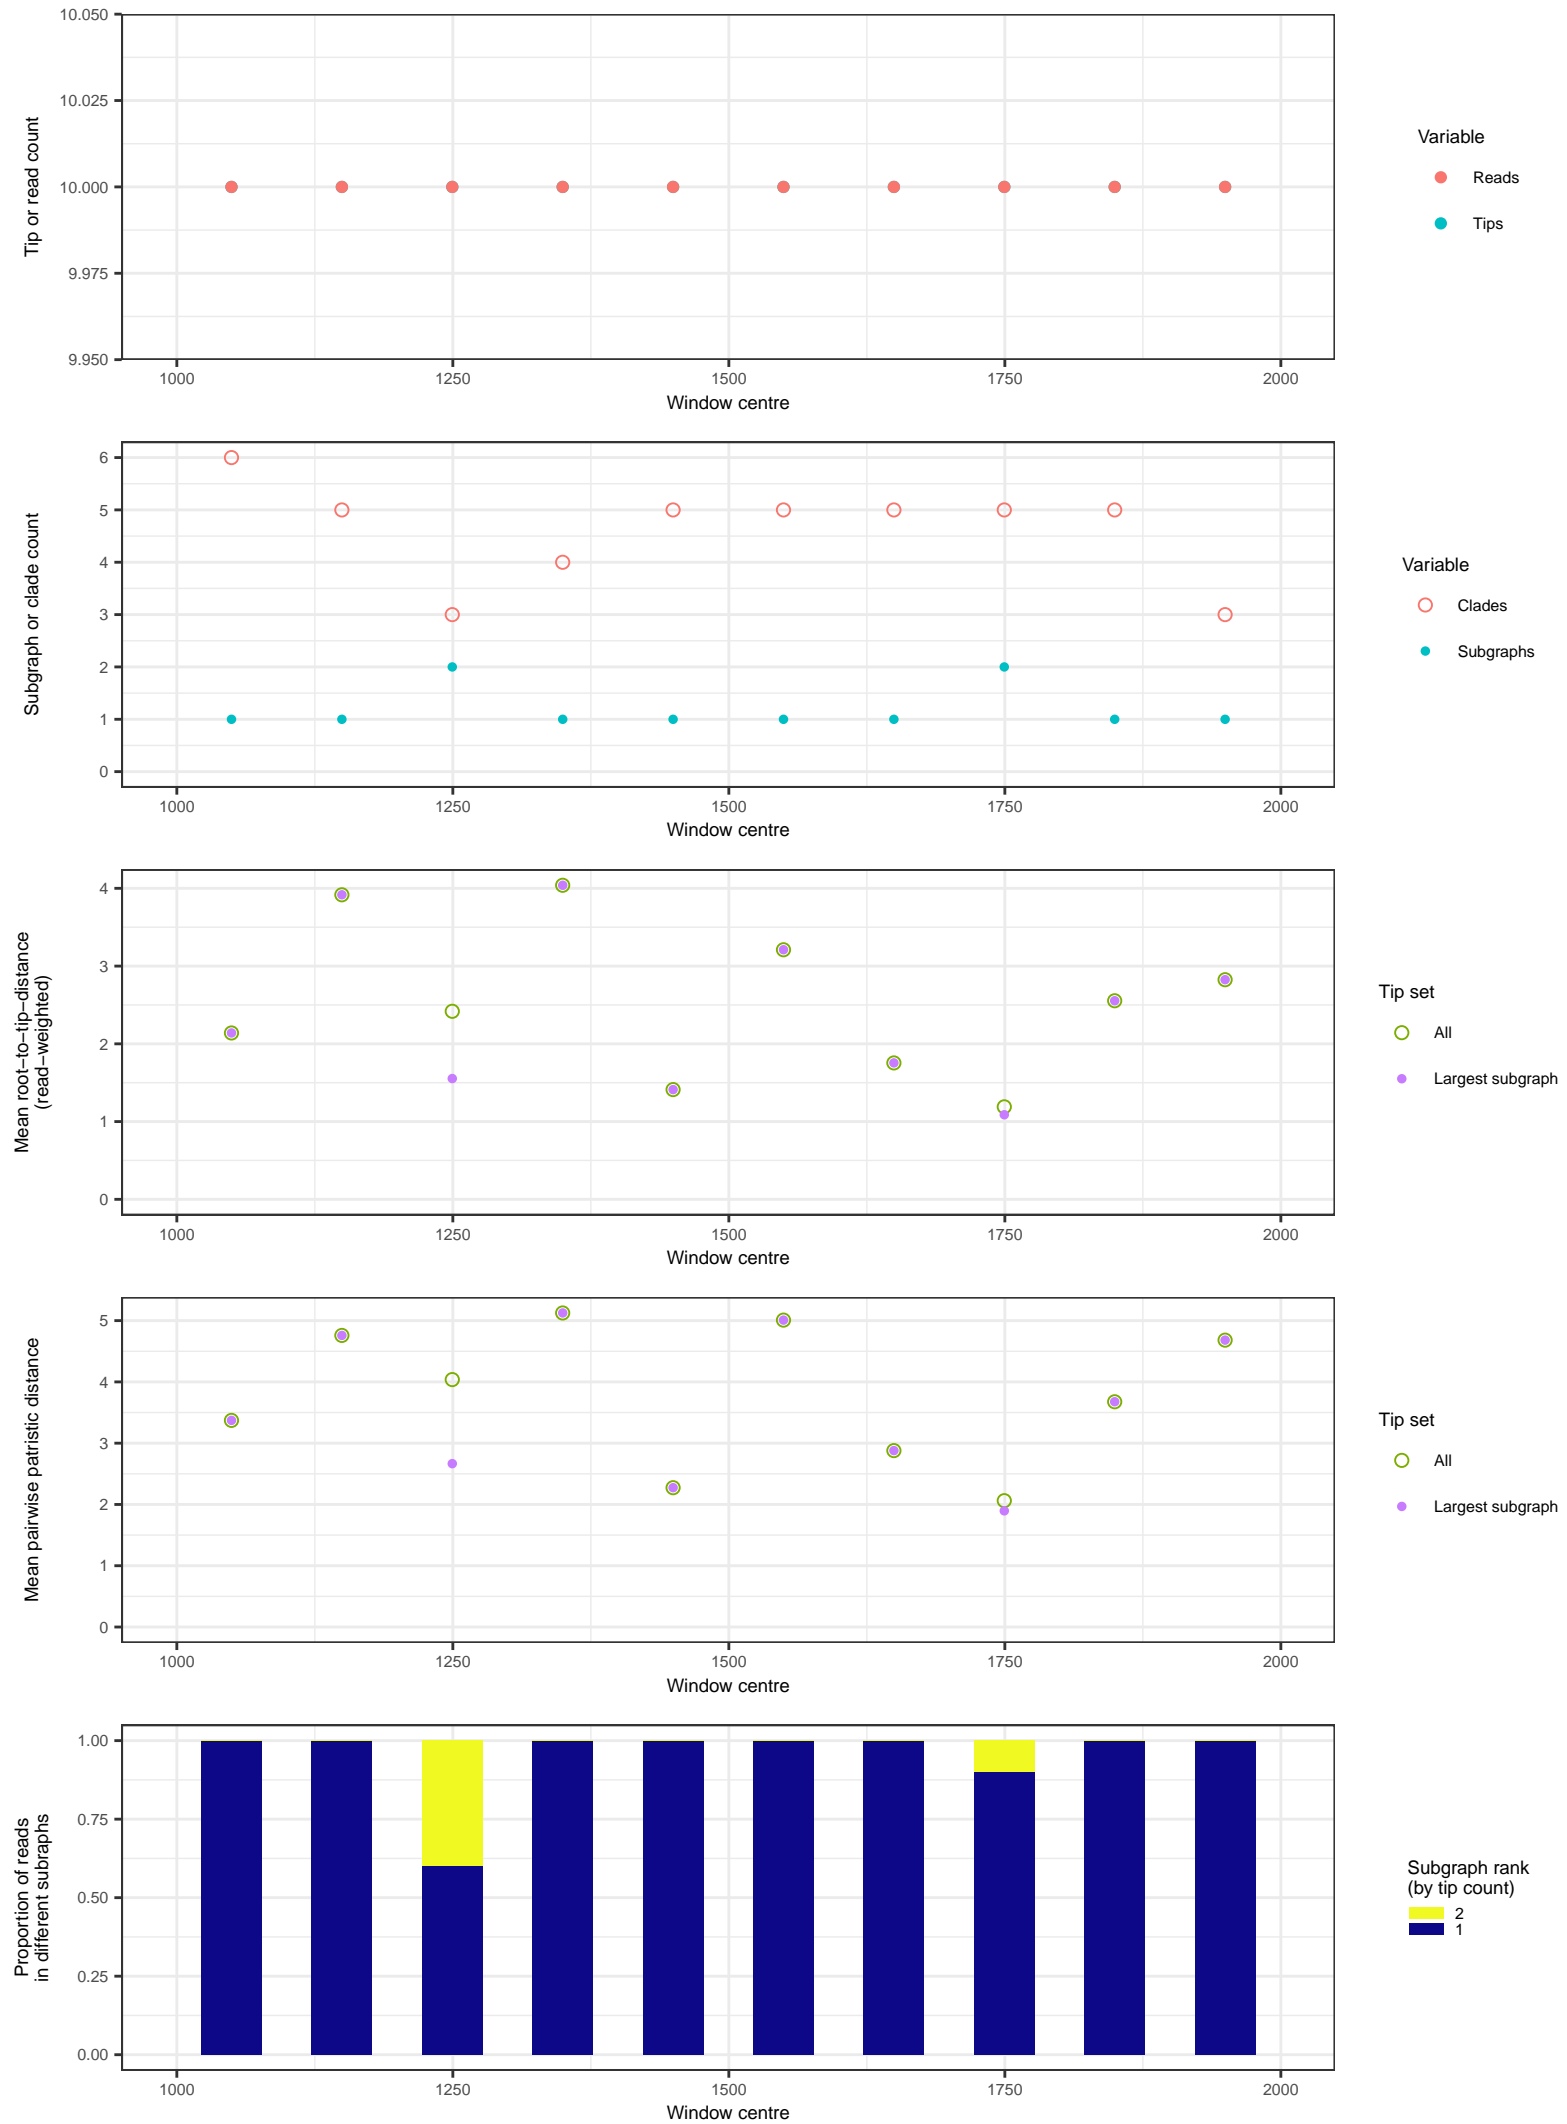 10.050
10.025
10.000
9.975
9.950
Tip or read count
1000 1250 1500 1750 2000
Window centre
Variable
Reads
Tips
6
5
4
3
2
1
0
Subgraph or clade count
1000 1250 1500 1750 2000
Window centre
Variable
Clades
Subgraphs
4
3
2
1
0
Mean root−to−tip−distance
(read−weighted)
1000 1250 1500 1750 2000
Window centre
Tip set
All
Largest subgraph
5
4
3
2
1
0
Mean pairwise patristic distance
1000 1250 1500 1750 2000
Window centre
Tip set
All
Largest subgraph
1.00
0.75
0.50
0.25
0.00
Proportion of reads
in different subraphs
1000 1250 1500 1750 2000
Window centre
Subgraph rank
(by tip count)
2
1